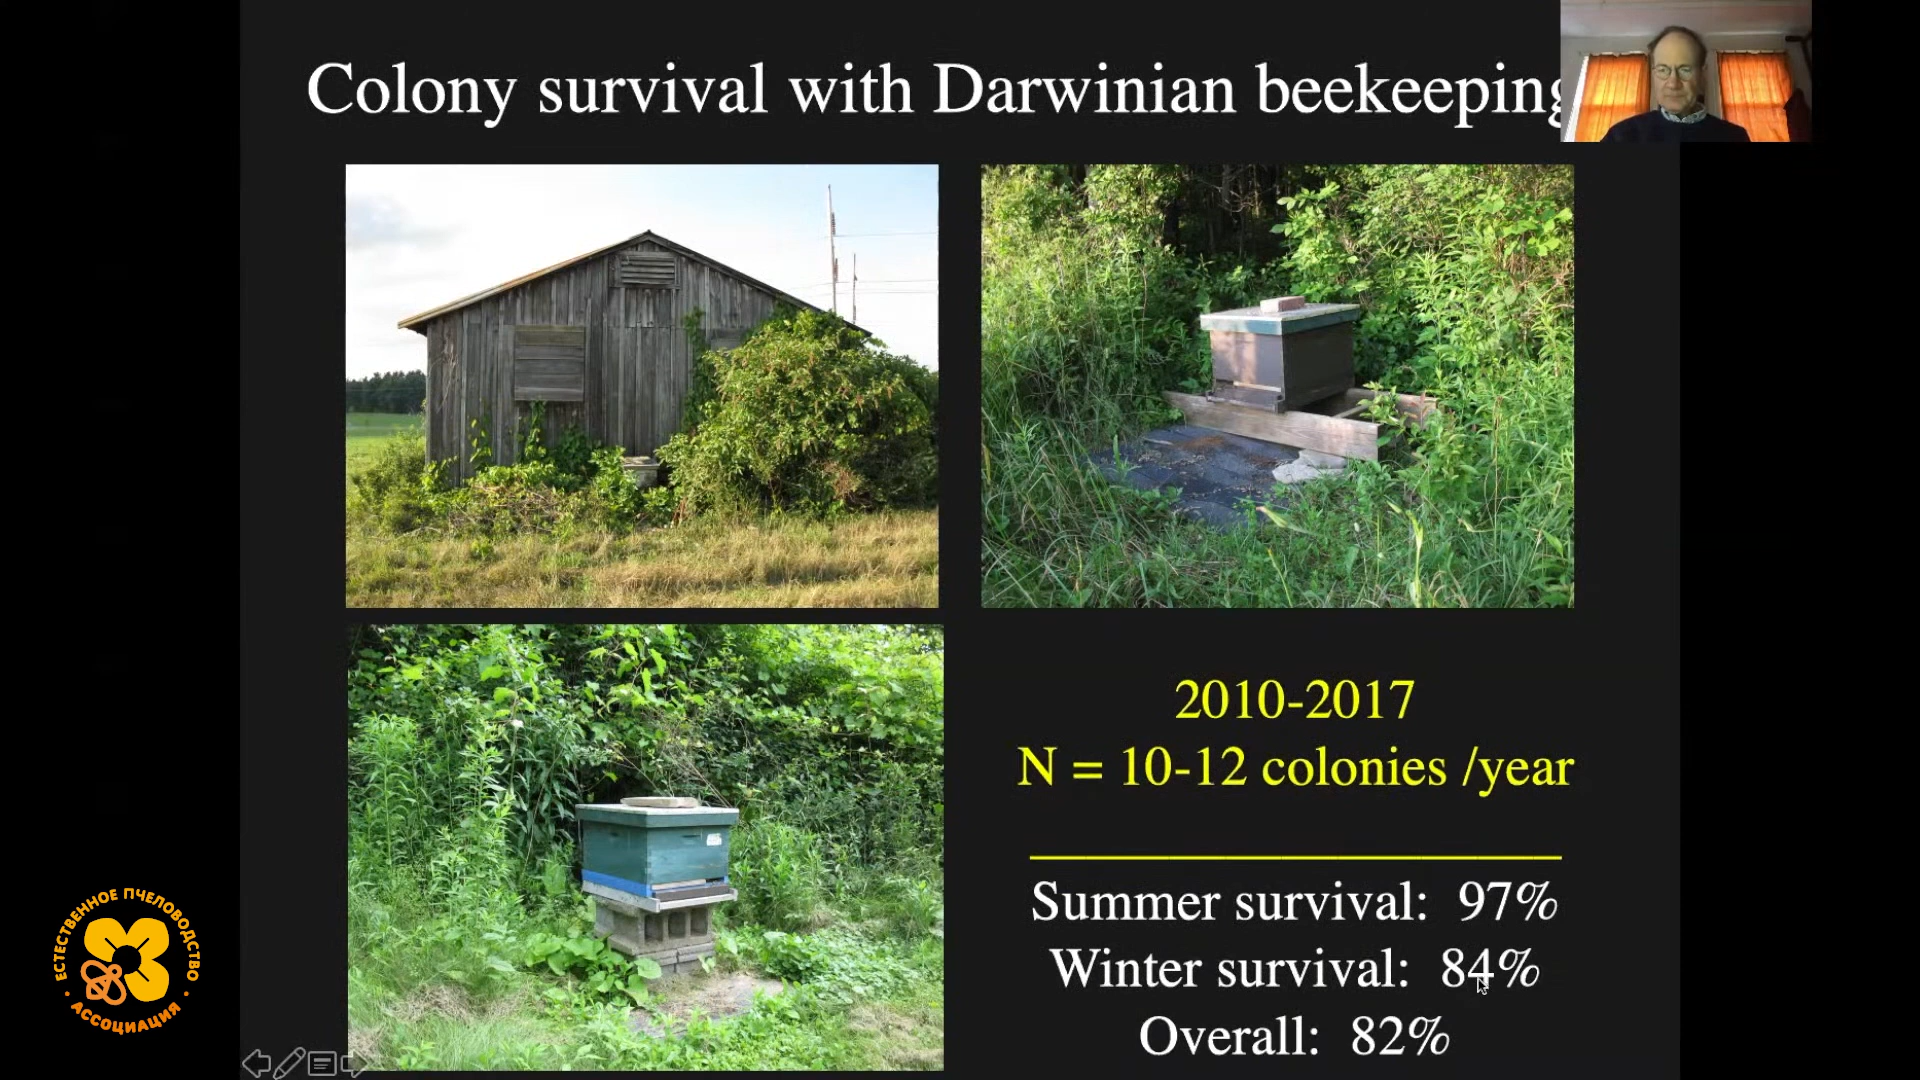 Colony survival with Darwinian beekeeping
2010-2017
N = 10-12 colonies /year
Summer survival: 97%
Winter survival: 84%
Overall: 82%
ЕСТЕСТВЕННОЕ ПЧЕЛОВОДСТВО
• АССОЦИАЦИЯ •